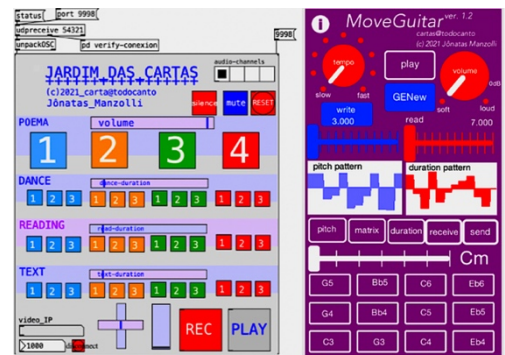 status
port 9998
udpreceive 54321
unpackOSC
pd verify-conexion
9998
audio-channels
JARDIM DAS CARTAS
(c)2021_carta@todocanto
Jônatas_Manzolli
silence
mute
RESET
POEMA
volume
1 2 3 4
DANCE
dance-duration
1 2 3 1 2 3 1 2 3 1 2 3
READING
read-duration
1 2 3 1 2 3 1 2 3 1 2 3
TEXT
text-duration
1 2 3 1 2 3 1 2 3 1 2 3
video_IP
>1000
REC
PLAY
i
MoveGuitar ver. 1.2
cartas@todocanto
(c) 2021 Jônatas Manzolli
tempo
play
volume
0dB
slow fast
GENew
soft loud
write
3.000
read
7.000
pitch pattern
duration pattern
pitch matrix duration receive send
Cm
G5 Bb5 C6 Eb6
G4 Bb4 C5 Eb5
C3 G3 C4 Eb4